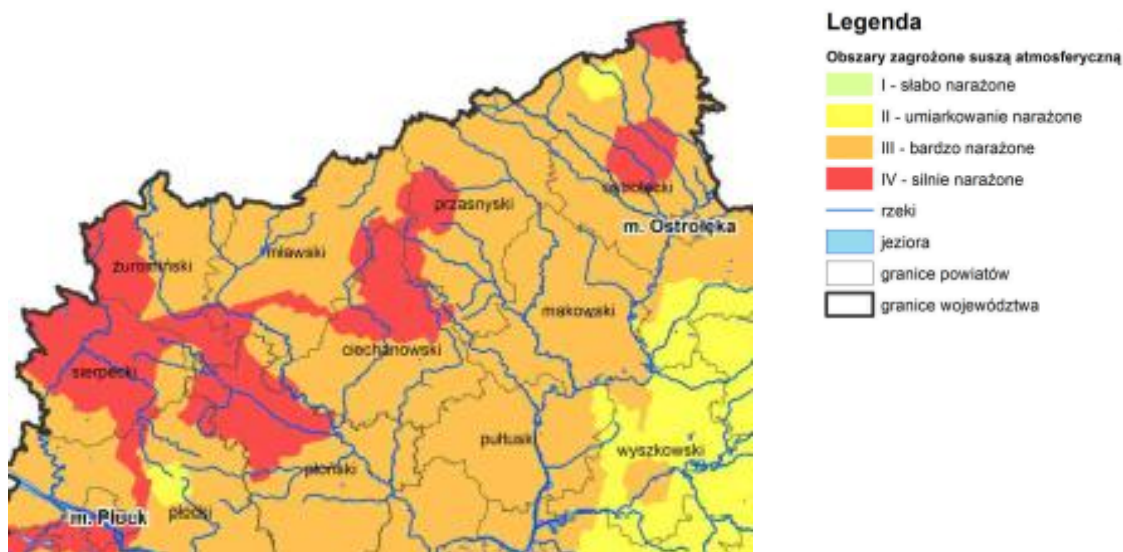 Legenda
Obszary zagrożone suszą atmosferyczną
I - słabo narażone
II - umiarkowanie narażone
III - bardzo narażone
IV - silnie narażone
rzeki
jeziora
granice powiatów
granice województwa
przasnyski
m. Ostrołęka
mławski
żuromiński
makowski
ciechanowski
sierpecki
pułtuski
wyszkowski
płoński
płocki
m. Płock